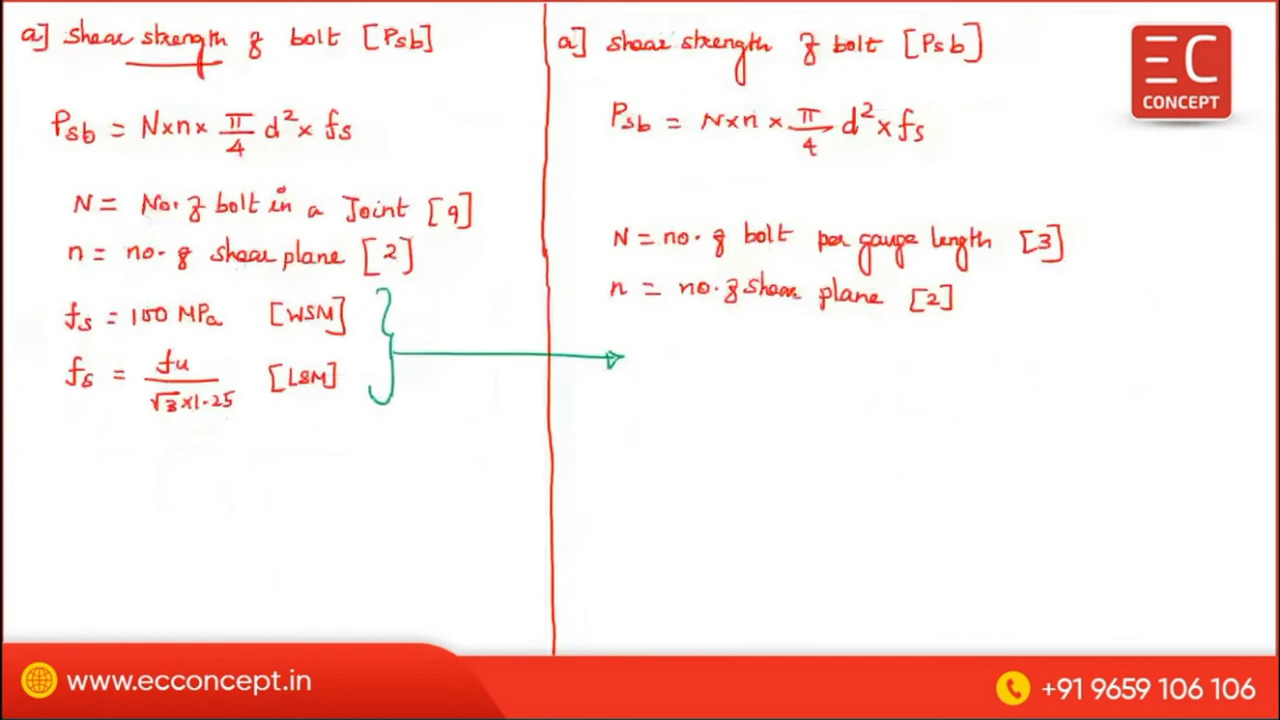 a] shear strength of bolt [Psb]
Psb = N×n× π/4 d² × fs
N = No. of bolt in a Joint [9]
n = no. of shear plane [2]
fs = 100 MPa [WSM]
fs = fu/√3×1.25 [LSM]
a] shear strength of bolt [Psb]
Psb = N×n × π/4 d² × fs
N = no. of bolt per gauge length [3]
n = no. of shear plane [2]
EC
CONCEPT
www.ecconcept.in
+91 9659 106 106